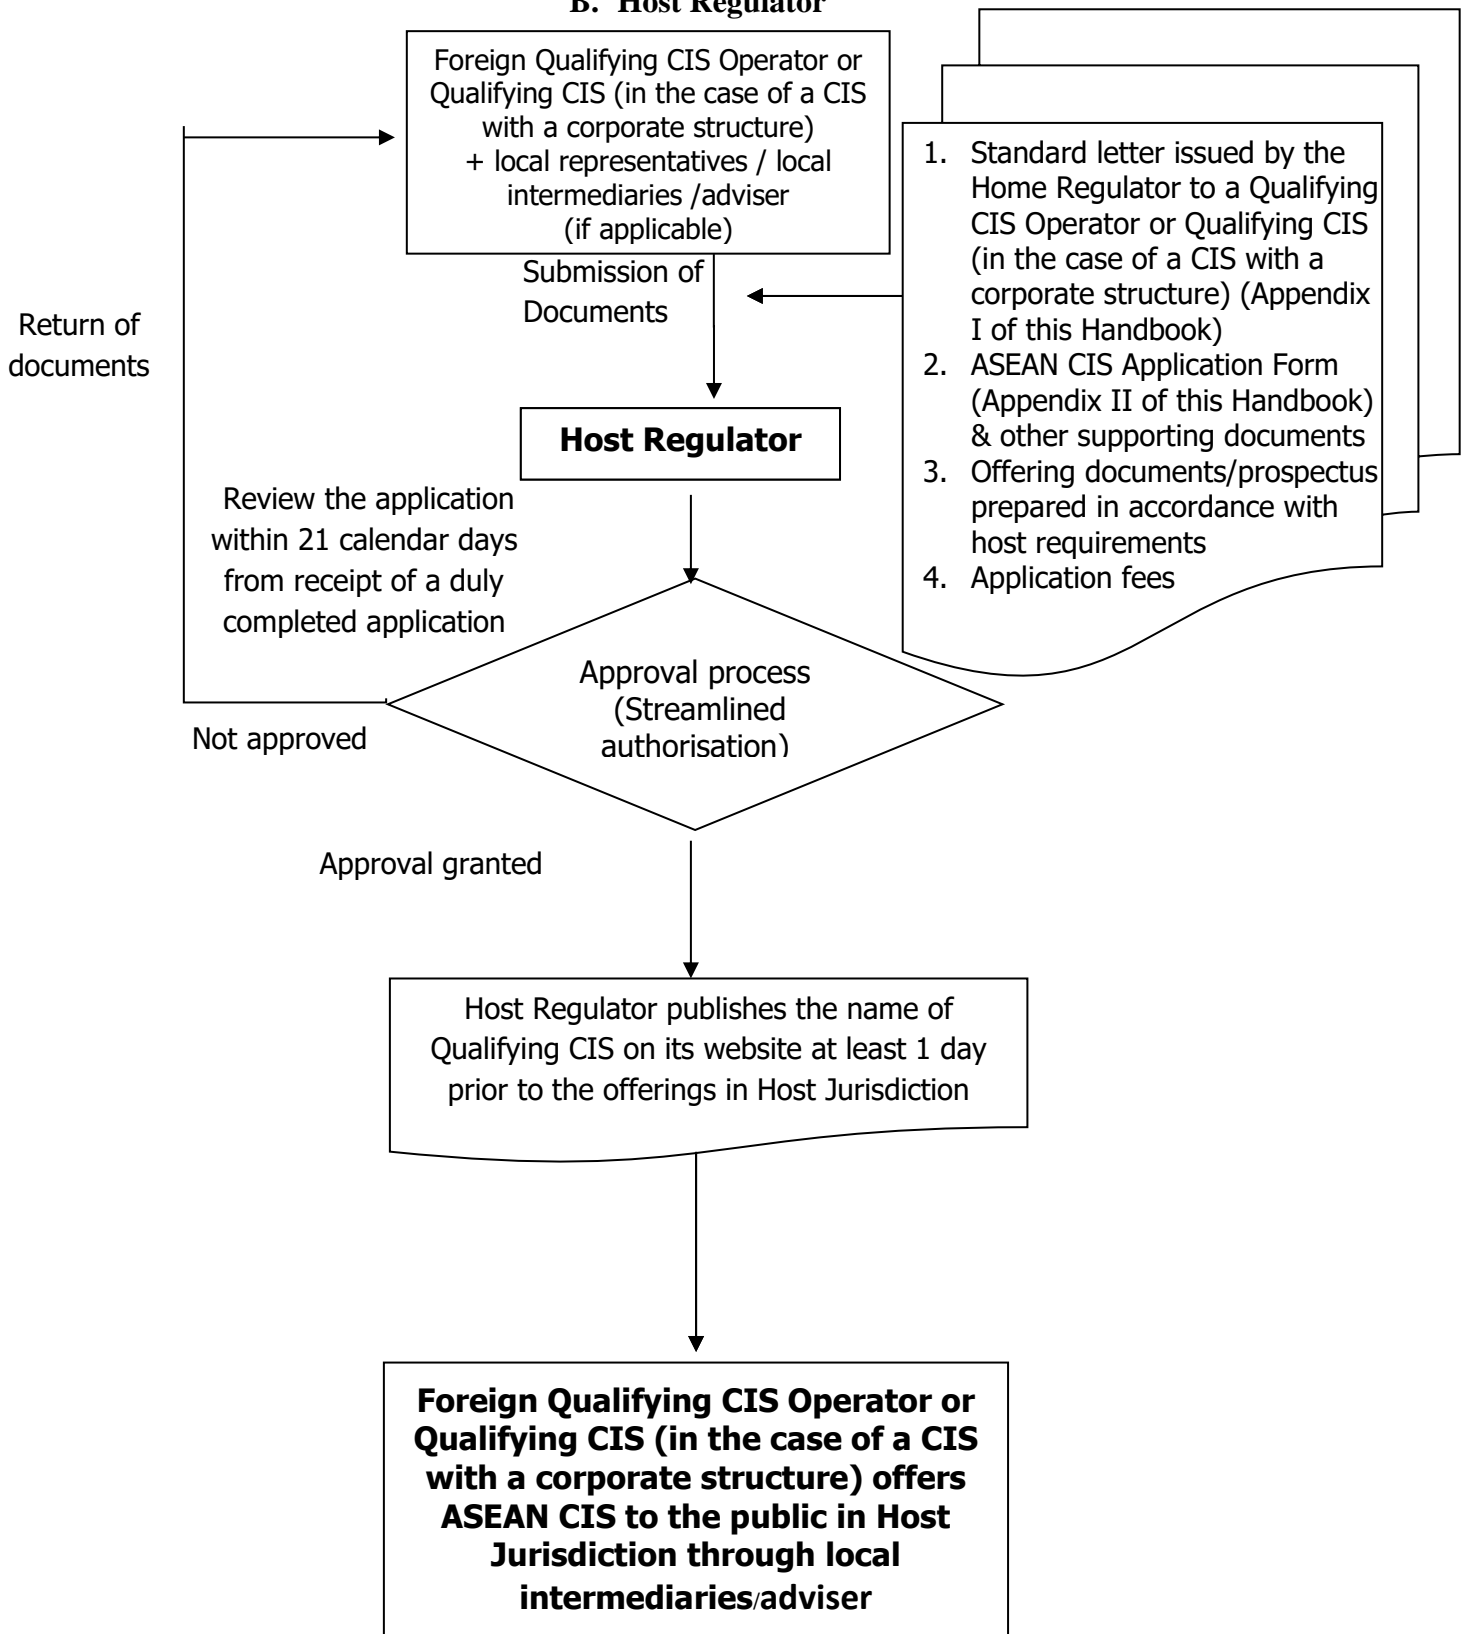 B. Host Regulator
Foreign Qualifying CIS Operator or
Qualifying CIS (in the case of a CIS
with a corporate structure)
+ local representatives / local
intermediaries /adviser
(if applicable)
1. Standard letter issued by the
Home Regulator to a Qualifying
CIS Operator or Qualifying CIS
(in the case of a CIS with a
corporate structure) (Appendix
I of this Handbook)
2. ASEAN CIS Application Form
(Appendix II of this Handbook)
& other supporting documents
3. Offering documents/prospectus
prepared in accordance with
host requirements
4. Application fees
Submission of
Documents
Return of
documents
Host Regulator
Review the application
within 21 calendar days
from receipt of a duly
completed application
Approval process
(Streamlined
authorisation)
Not approved
Approval granted
Host Regulator publishes the name of
Qualifying CIS on its website at least 1 day
prior to the offerings in Host Jurisdiction
Foreign Qualifying CIS Operator or
Qualifying CIS (in the case of a CIS
with a corporate structure) offers
ASEAN CIS to the public in Host
Jurisdiction through local
intermediaries/adviser